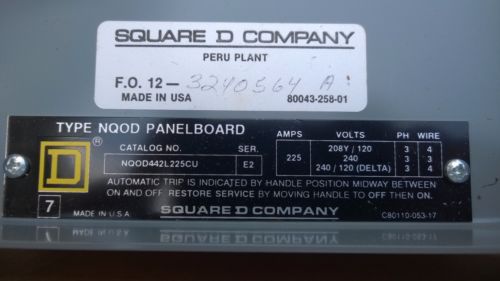 SQUARE D COMPANY
PERU PLANT
F.O. 12 — 3240564 A
MADE IN USA 80043-258-01
TYPE NQOD PANELBOARD
CATALOG NO. SER.
NQOD442L225CU E2
AMPS VOLTS PH WIRE
225 208Y / 120 3 4
240 3 3
240 / 120 (DELTA) 3 4
D ®
AUTOMATIC TRIP IS INDICATED BY HANDLE POSITION MIDWAY BETWEEN
ON AND OFF. RESTORE SERVICE BY MOVING HANDLE TO OFF THEN ON.
7
MADE IN U.S.A. SQUARE D COMPANY C80110-053-17